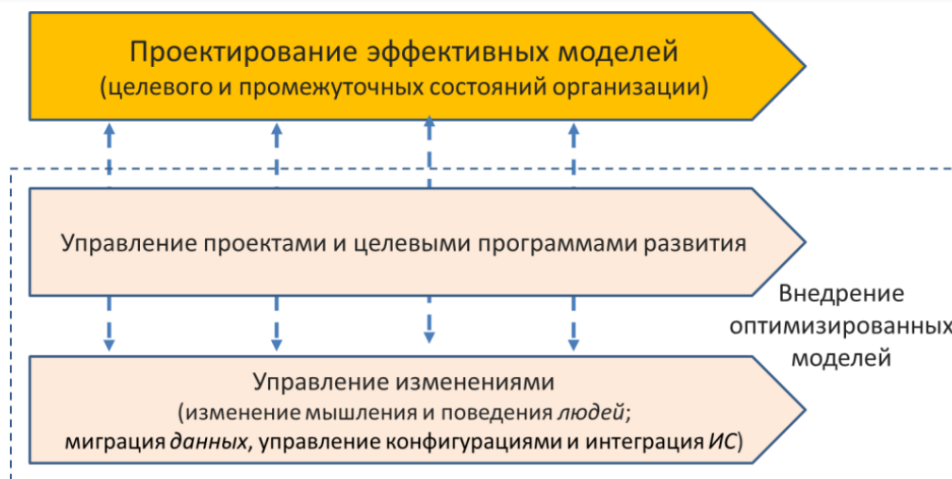 Проектирование эффективных моделей
(целевого и промежуточных состояний организации)
Управление проектами и целевыми программами развития
Внедрение
оптимизированных
моделей
Управление изменениями
(изменение мышления и поведения людей;
миграция данных, управление конфигурациями и интеграция ИС)